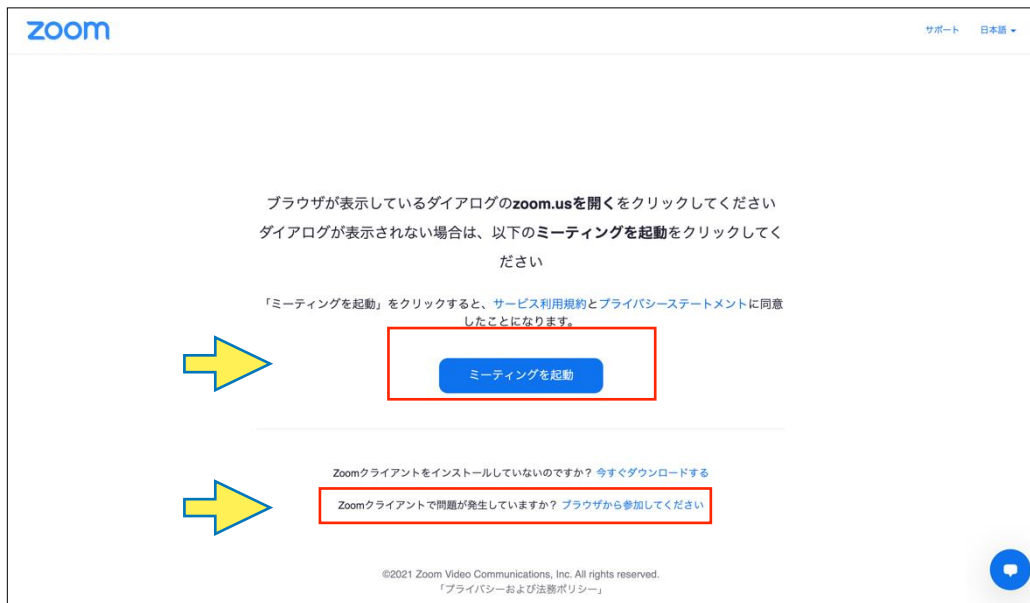 zoom
サポート 日本語
ブラウザが表示しているダイアログのzoom.usを開くをクリックしてください
ダイアログが表示されない場合は、以下のミーティングを起動をクリックしてく
ださい
「ミーティングを起動」をクリックすると、サービス利用規約とプライバシーステートメントに同意
したことになります。
ミーティングを起動
Zoomクライアントをインストールしていないのですか？ 今すぐダウンロードする
Zoomクライアントで問題が発生していますか？ ブラウザから参加してください
©2021 Zoom Video Communications, Inc. All rights reserved.
「プライバシーおよび法務ポリシー」